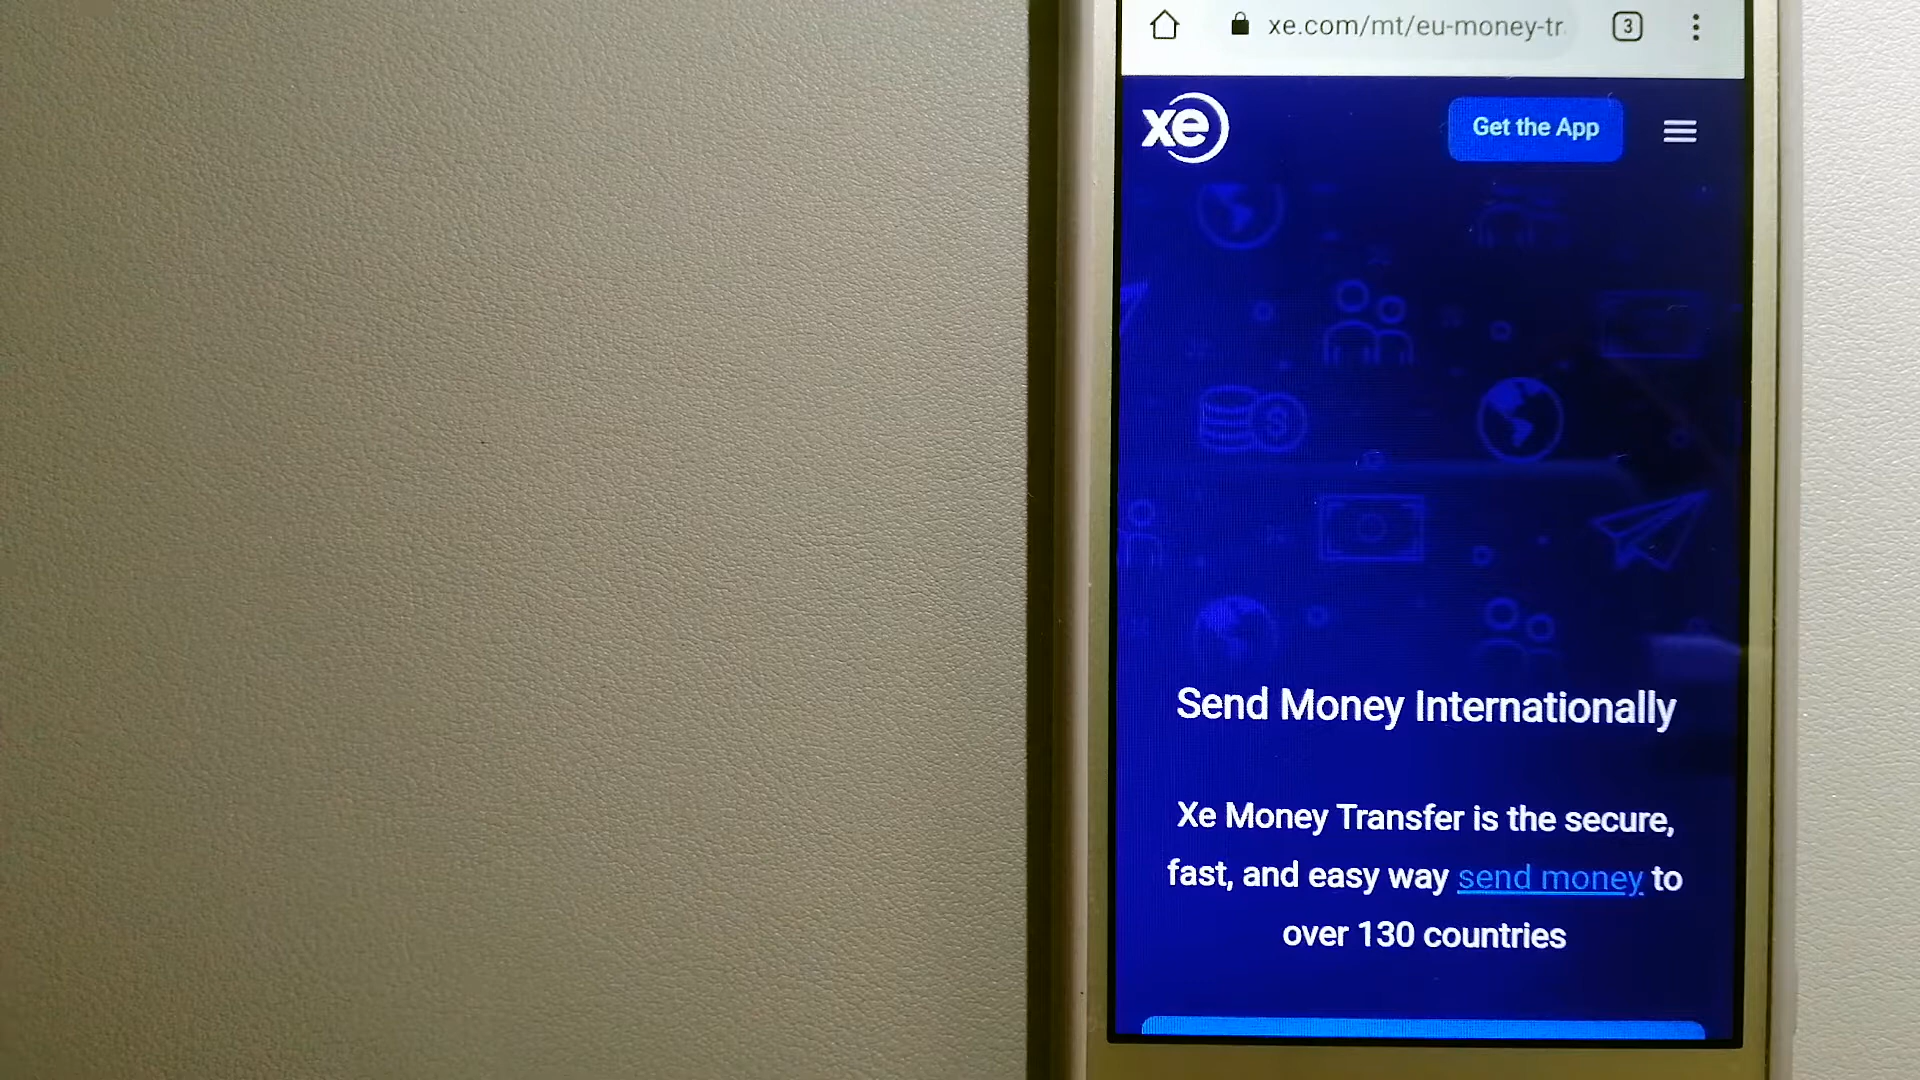 xe.com/mt/eu-money-tr
3
xe
Get the App
Send Money Internationally
Xe Money Transfer is the secure,
fast, and easy way send money to
over 130 countries